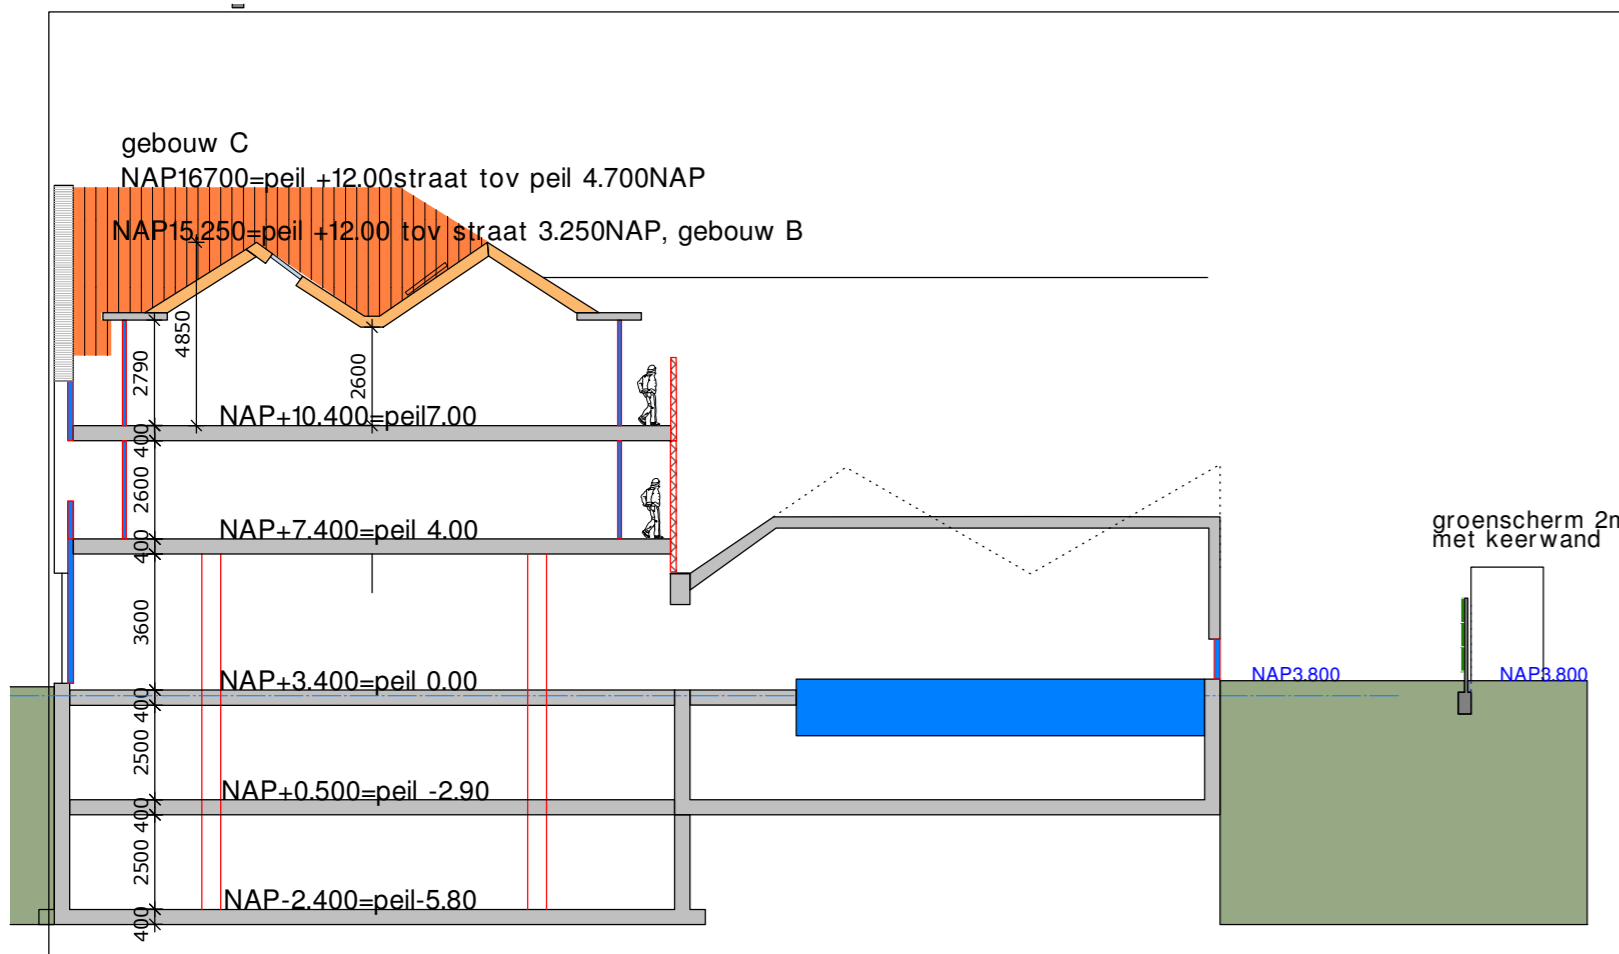 gebouw C
NAP16700=peil +12.00straat tov peil 4.700NAP
NAP15.250=peil +12.00 tov straat 3.250NAP, gebouw B
4850
2790
2600
NAP+10.400=peil7.00
400
2600
NAP+7.400=peil 4.00
400
groenscherm 2m
met keerwand
3600
NAP+3.400=peil 0.00
NAP3.800
NAP3.800
400
2500
NAP+0.500=peil -2.90
400
2500
NAP-2.400=peil-5.80
400